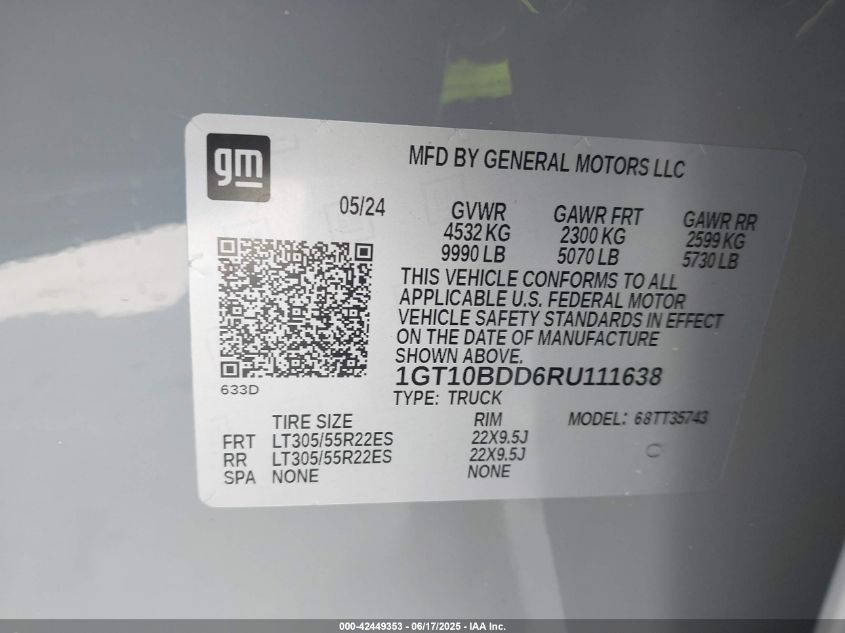 gm
MFD BY GENERAL MOTORS LLC
05/24
GVWR GAWR FRT GAWR RR
4532 KG 2300 KG 2599 KG
9990 LB 5070 LB 5730 LB
THIS VEHICLE CONFORMS TO ALL
APPLICABLE U.S. FEDERAL MOTOR
VEHICLE SAFETY STANDARDS IN EFFECT
ON THE DATE OF MANUFACTURE
SHOWN ABOVE.
633D
1GT10BDD6RU111638
TYPE: TRUCK
TIRE SIZE RIM MODEL: 68TT35743
FRT LT305/55R22ES 22X9.5J
RR LT305/55R22ES 22X9.5J
SPA NONE NONE
C
000-42449353 - 06/17/2025 - IAA Inc.